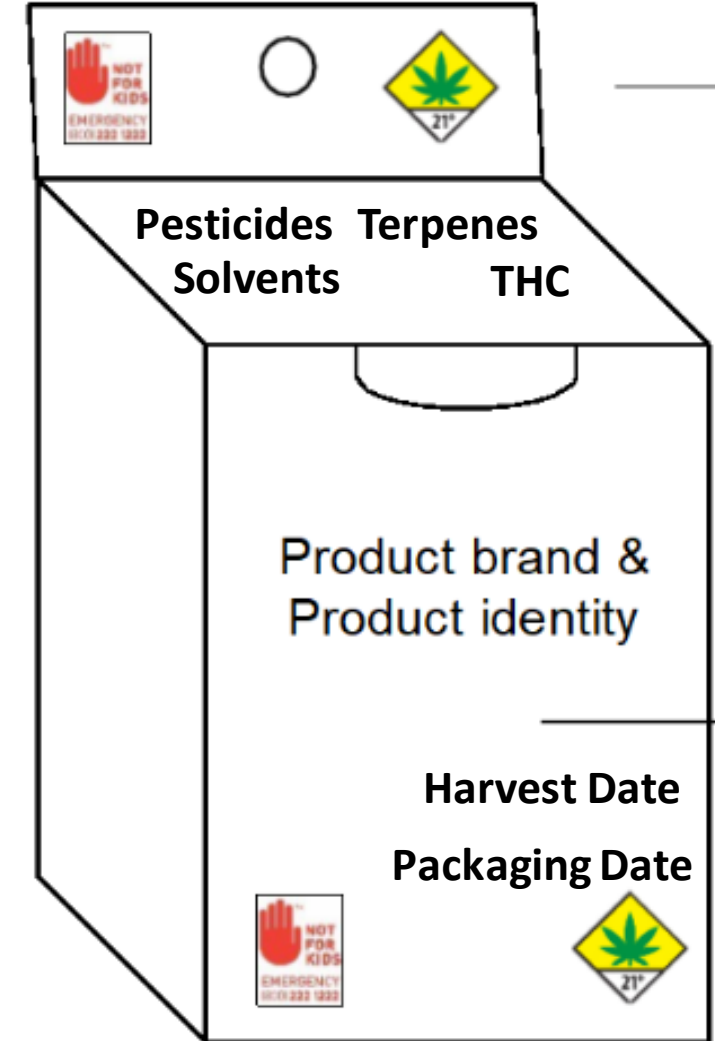 NOT
FOR
KIDS
EMERGENCY
21+
Pesticides Terpenes
Solvents THC
Product brand &
Product identity
Harvest Date
Packaging Date
NOT
FOR
KIDS
EMERGENCY
21+